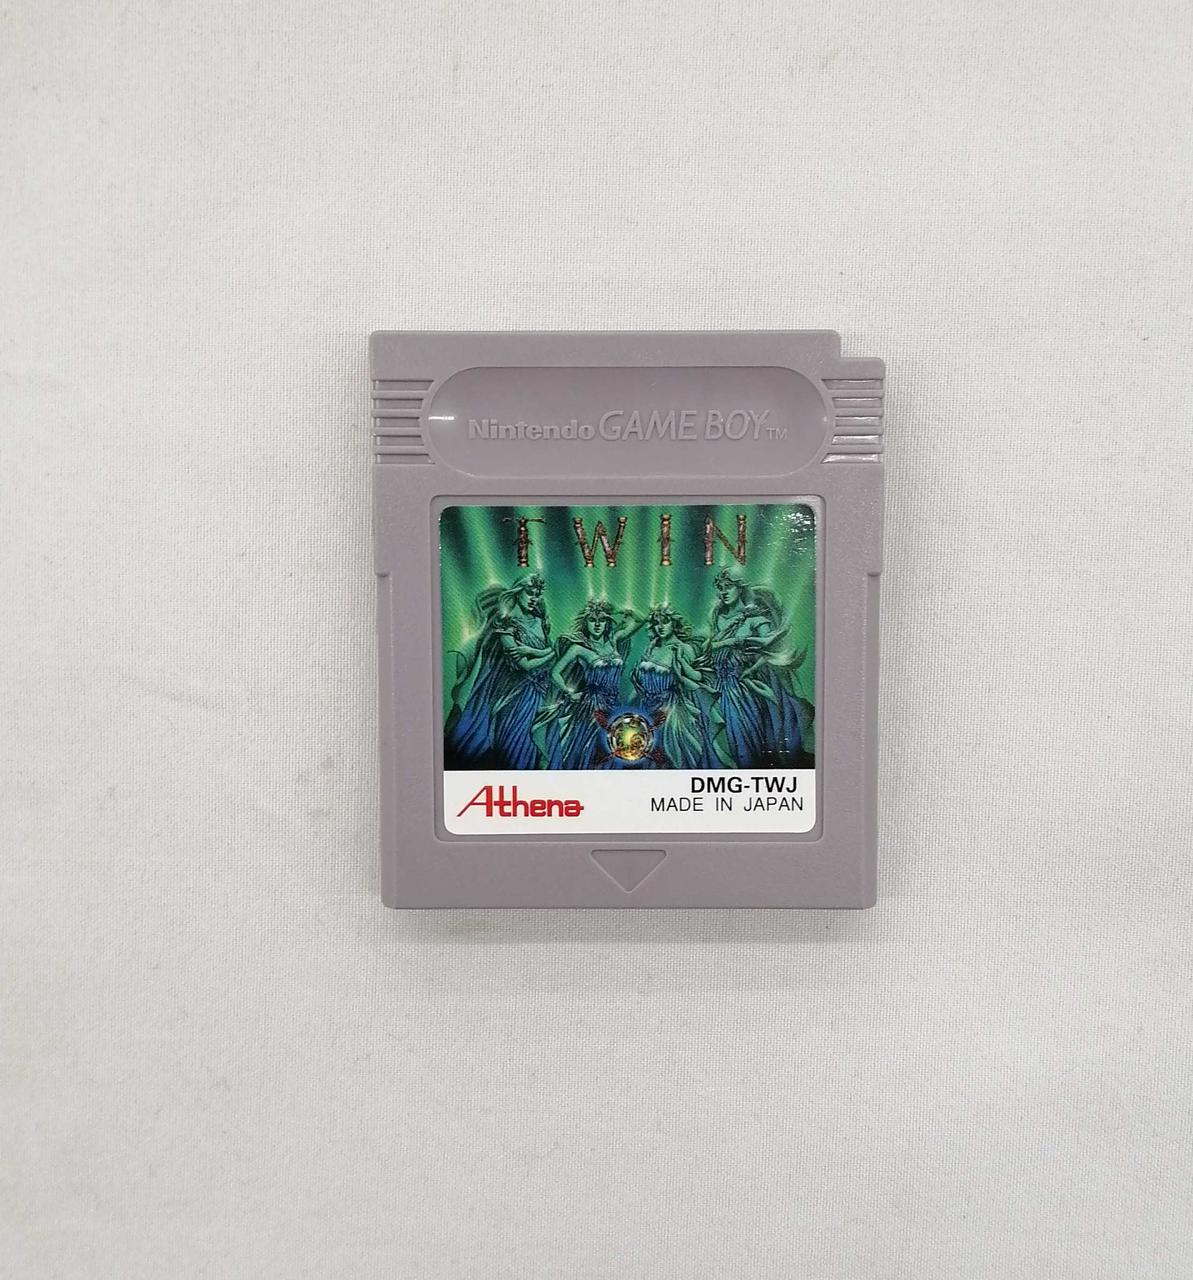 Nintendo GAME BOY™
TWIN
Athena
DMG-TWJ
MADE IN JAPAN